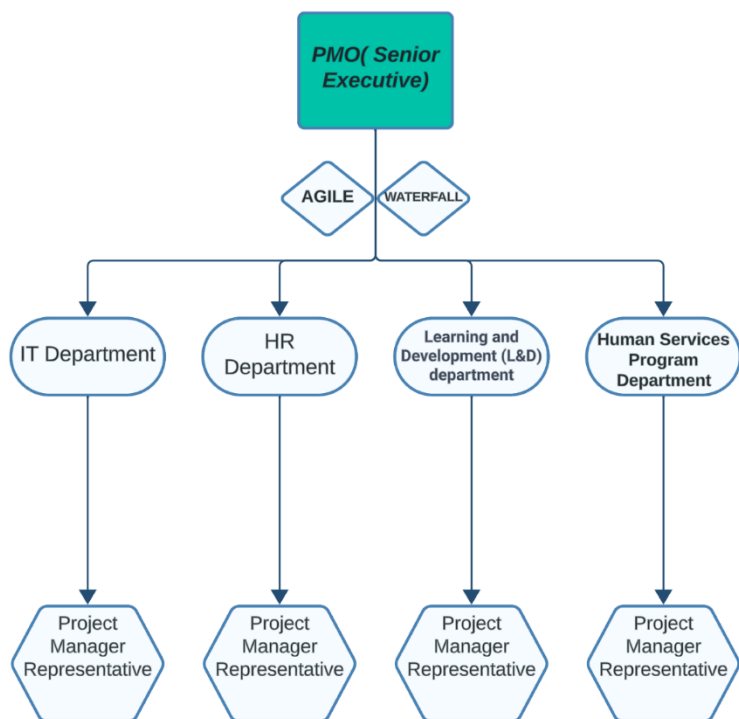 PMO( Senior
Executive)
AGILE
WATERFALL
IT Department
HR
Department
Learning and
Development (L&D)
department
Human Services
Program
Department
Project
Manager
Representative
Project
Manager
Representative
Project
Manager
Representative
Project
Manager
Representative